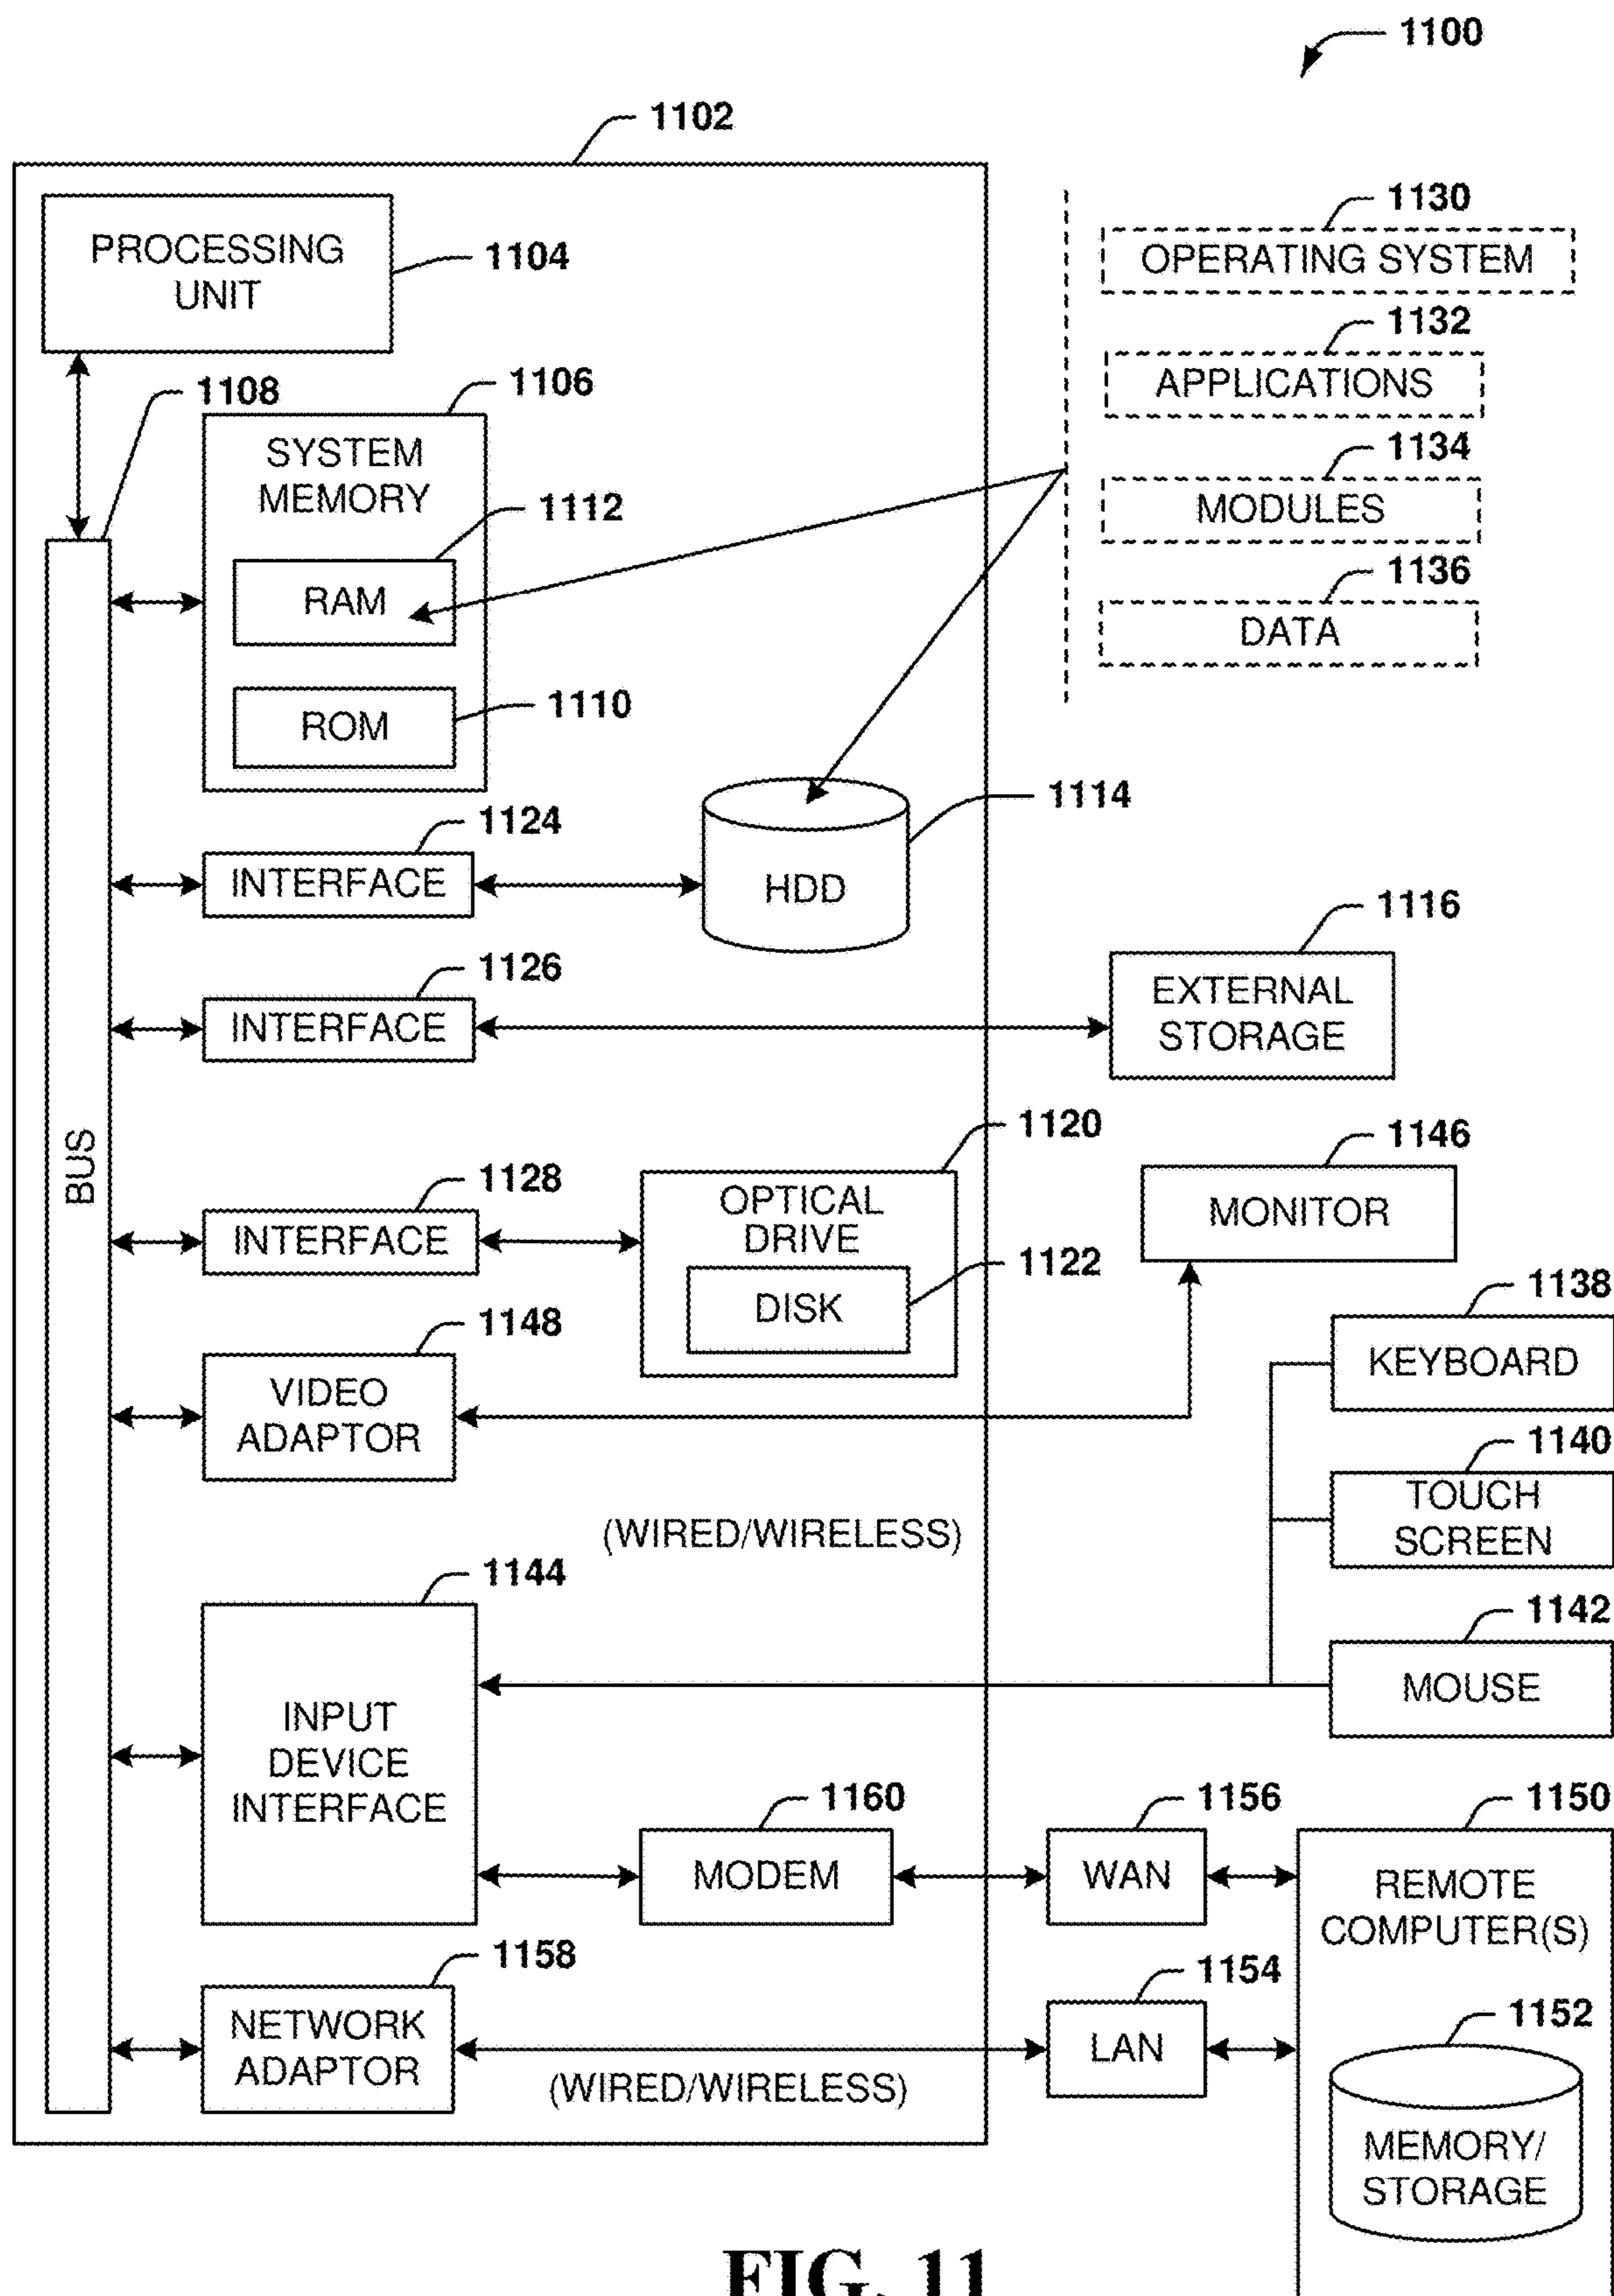 1100
1102
PROCESSING
UNIT
1104
1130
OPERATING SYSTEM
1132
APPLICATIONS
1134
MODULES
1136
DATA
1108
1106
SYSTEM
MEMORY
1112
RAM
1110
ROM
1124
INTERFACE
1114
HDD
1126
INTERFACE
1116
EXTERNAL
STORAGE
BUS
1128
INTERFACE
1120
OPTICAL
DRIVE
1122
DISK
1146
MONITOR
1148
VIDEO
ADAPTOR
1138
KEYBOARD
1140
TOUCH
SCREEN
(WIRED/WIRELESS)
1142
MOUSE
1144
INPUT
DEVICE
INTERFACE
1160
MODEM
1156
WAN
1150
REMOTE
COMPUTER(S)
1158
NETWORK
ADAPTOR
(WIRED/WIRELESS)
1154
LAN
1152
MEMORY/
STORAGE
FIG. 11